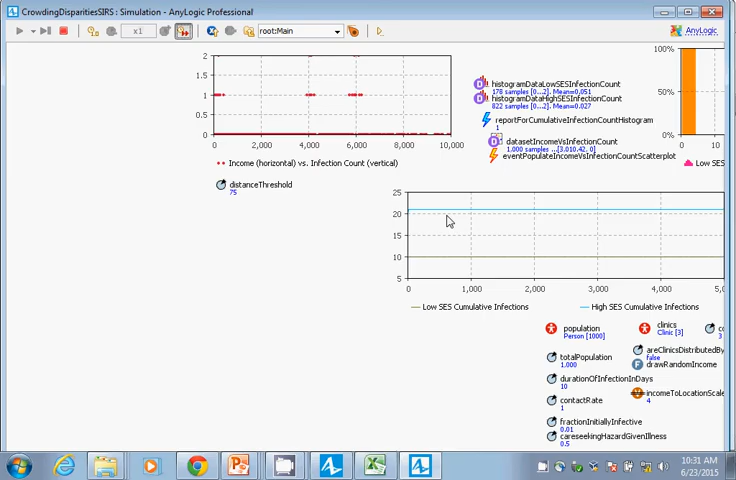 CrowdingDisparitiesSIRS : Simulation - AnyLogic Professional
x1
root:Main
AnyLogic
2
1.5
1
0.5
0
0
2,000
4,000
6,000
8,000
10,000
Income (horizontal) vs. Infection Count (vertical)
distanceThreshold
75
histogramDataLowSESInfectionCount
178 samples [0...2]. Mean=0.051
histogramDataHighSESInfectionCount
822 samples [0...2]. Mean=0.027
reportForCumulativeInfectionCountHistogram
1
datasetIncomeVsInfectionCount
eventPopulateIncomeVsInfectionCountScatterplot
100%
50%
0%
0
10
Low SES
25
20
15
10
5
0
1,000
2,000
3,000
4,000
Low SES Cumulative Infections
High SES Cumulative Infections
population
Person [1000]
clinics
Clinic [3]
3
totalPopulation
1,000
areClinicsDistributedBy
false
drawRandomIncome
durationOfInfectionInDays
10
incomeToLocationScale
4
contactRate
1
fractionInitiallyInfective
0.01
careseekingHazardGivenIllness
0.5
10:31 AM
6/23/2015